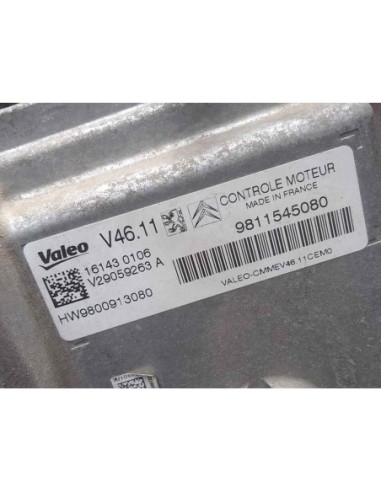 Valeo V46.11
CONTROLE MOTEUR
MADE IN FRANCE
16143 0106
V29059263 A
9811545080
HW9800913080
VALEO-CMMEV46.11CEM0